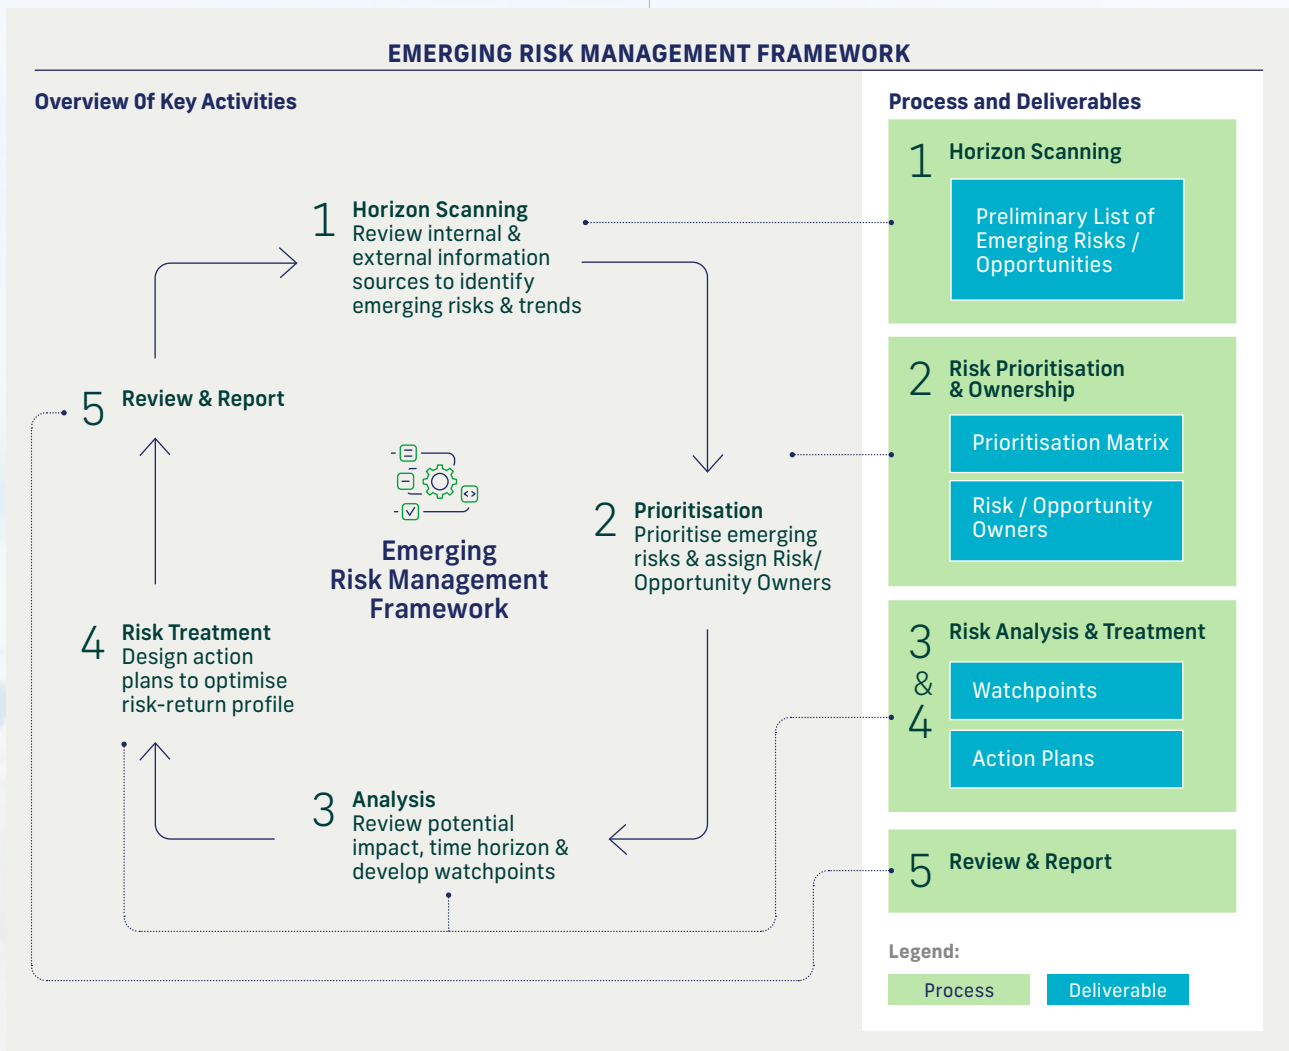 EMERGING RISK MANAGEMENT FRAMEWORK
Overview Of Key Activities
1
Horizon Scanning
Review internal &
external information
sources to identify
emerging risks & trends
2
Prioritisation
Prioritise emerging
risks & assign Risk/
Opportunity Owners
3
Analysis
Review potential
impact, time horizon &
develop watchpoints
4
Risk Treatment
Design action
plans to optimise
risk-return profile
5
Review & Report
Emerging
Risk Management
Framework
Process and Deliverables
1
Horizon Scanning
Preliminary List of
Emerging Risks /
Opportunities
2
Risk Prioritisation
& Ownership
Prioritisation Matrix
Risk / Opportunity
Owners
3
&
4
Risk Analysis & Treatment
Watchpoints
Action Plans
5
Review & Report
Legend:
Process
Deliverable